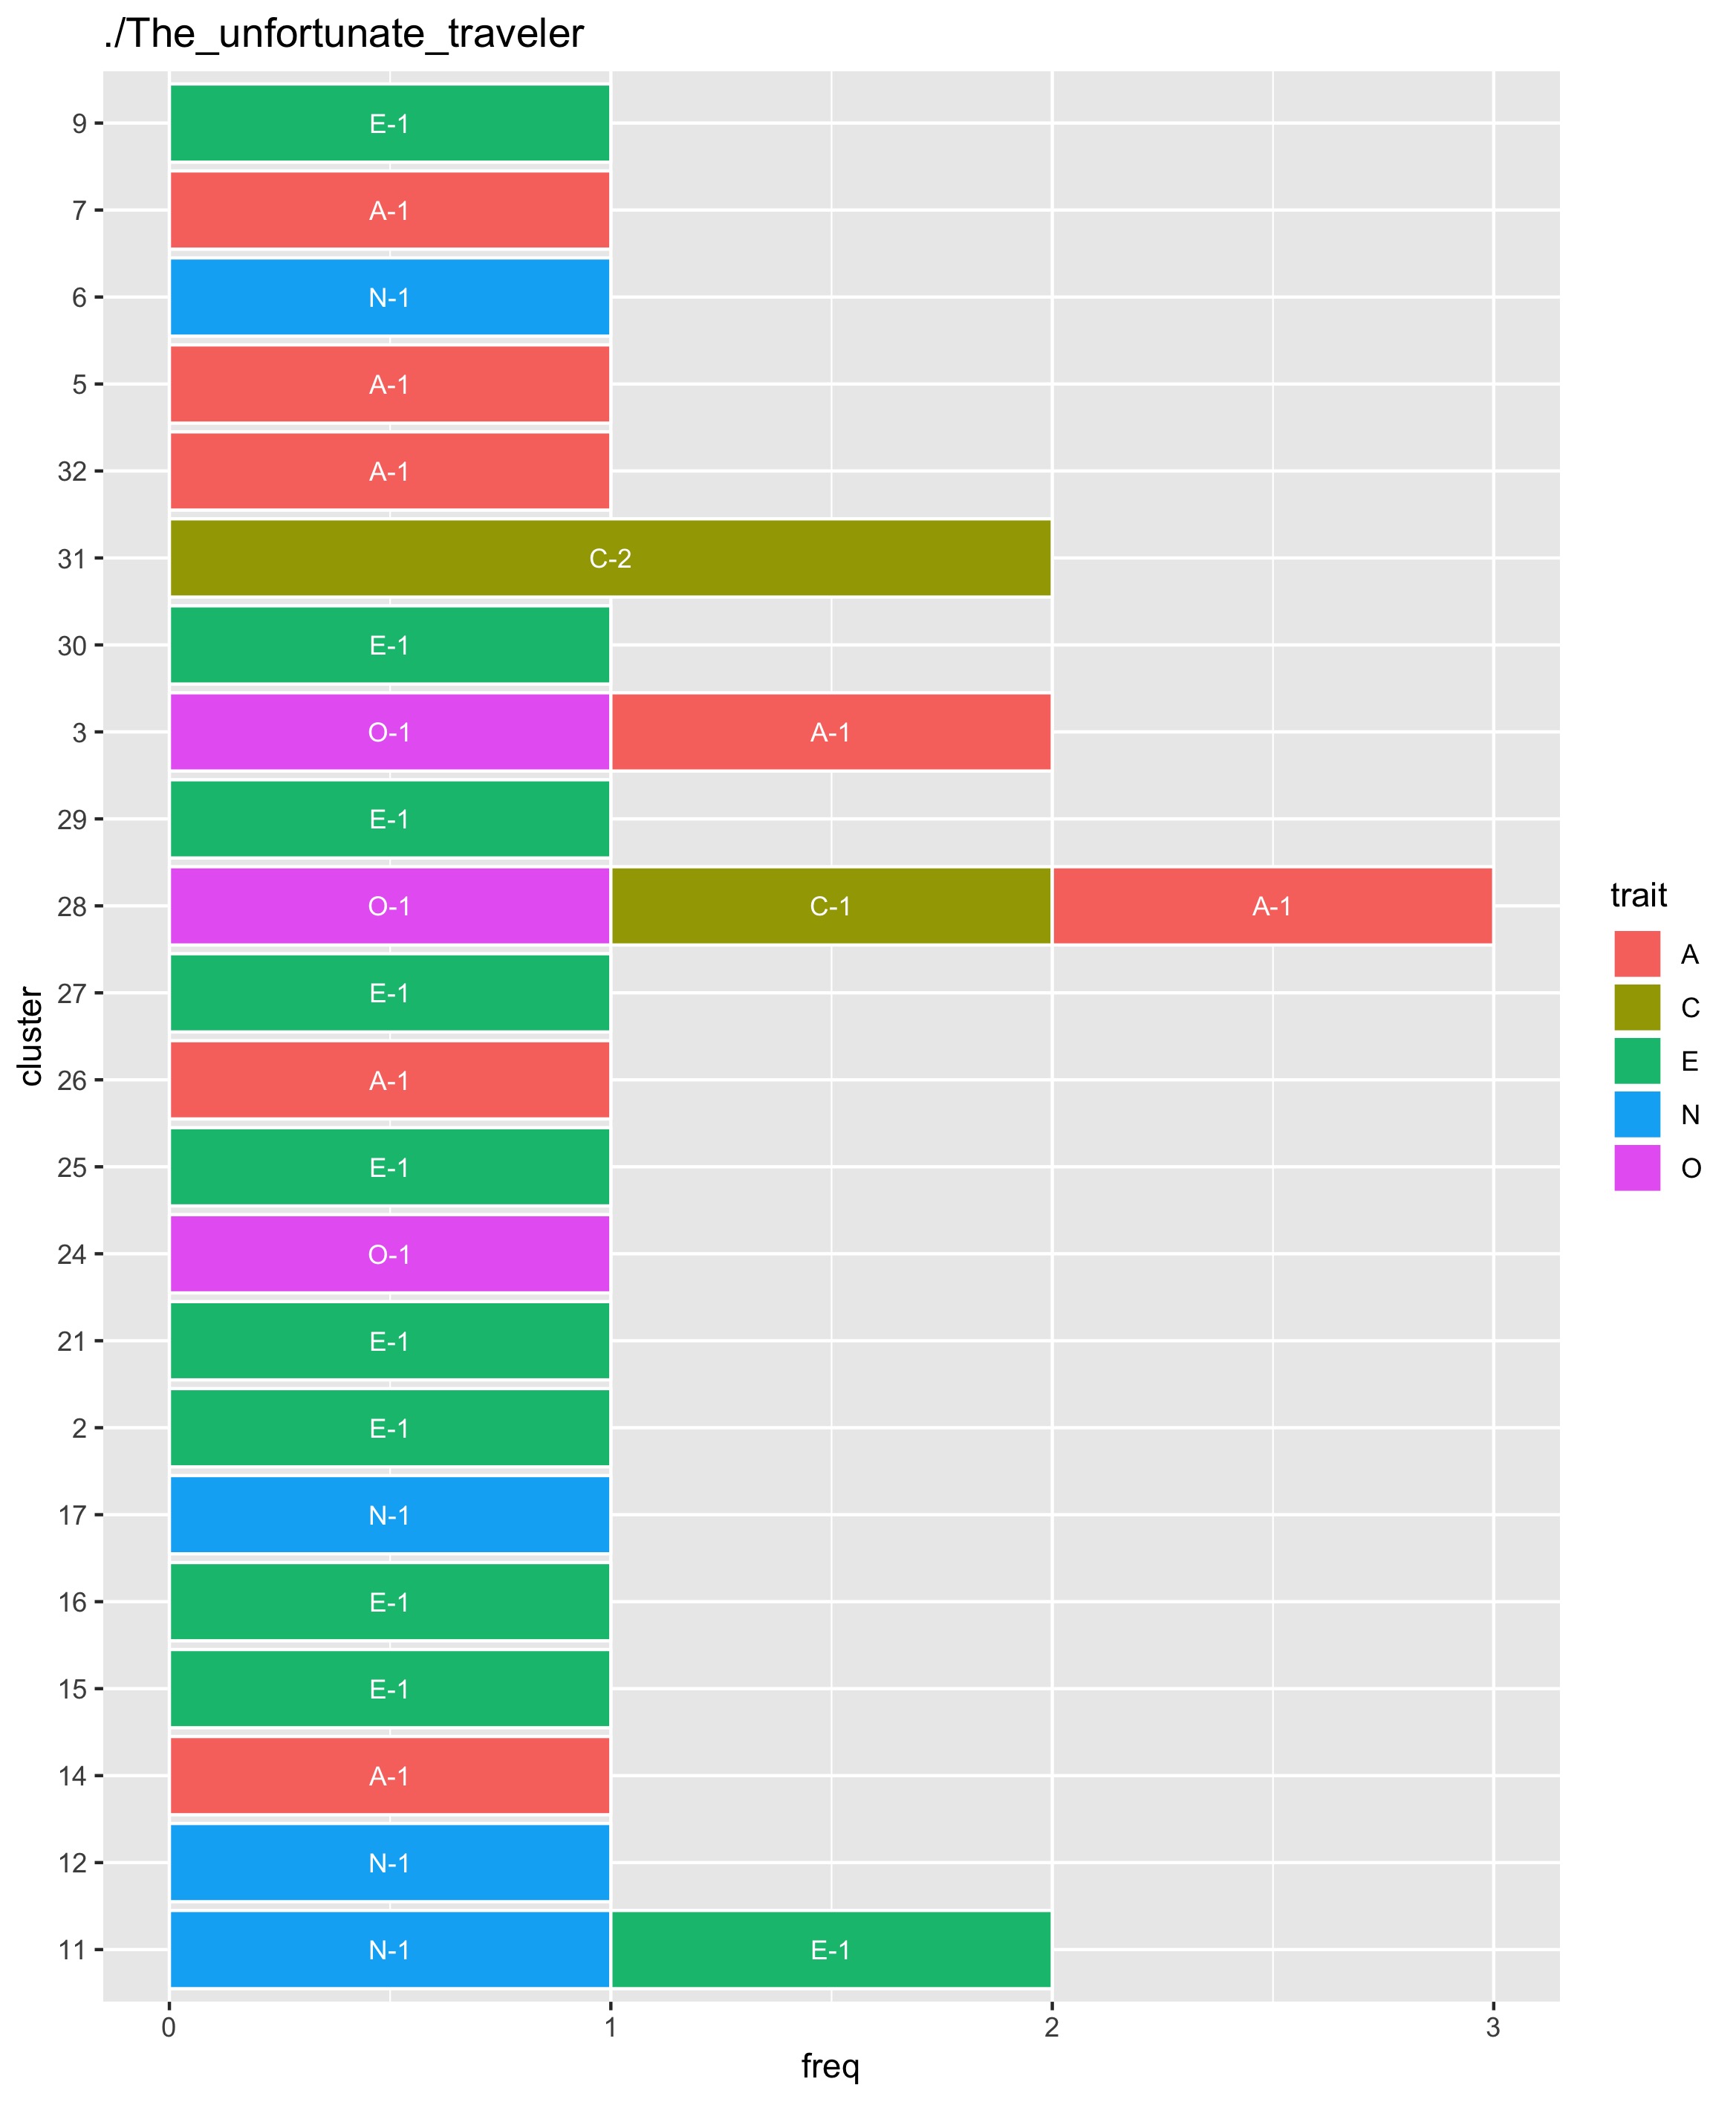 ./The_unfortunate_traveler
9 E-1
7 A-1
6 N-1
5 A-1
32 A-1
31 C-2
30 E-1
3 O-1 A-1
29 E-1
28 O-1 C-1 A-1
27 E-1
26 A-1
25 E-1
24 O-1
21 E-1
2 E-1
17 N-1
16 E-1
15 E-1
14 A-1
12 N-1
11 N-1 E-1
cluster
0 1 2 3
freq
trait
A
C
E
N
O